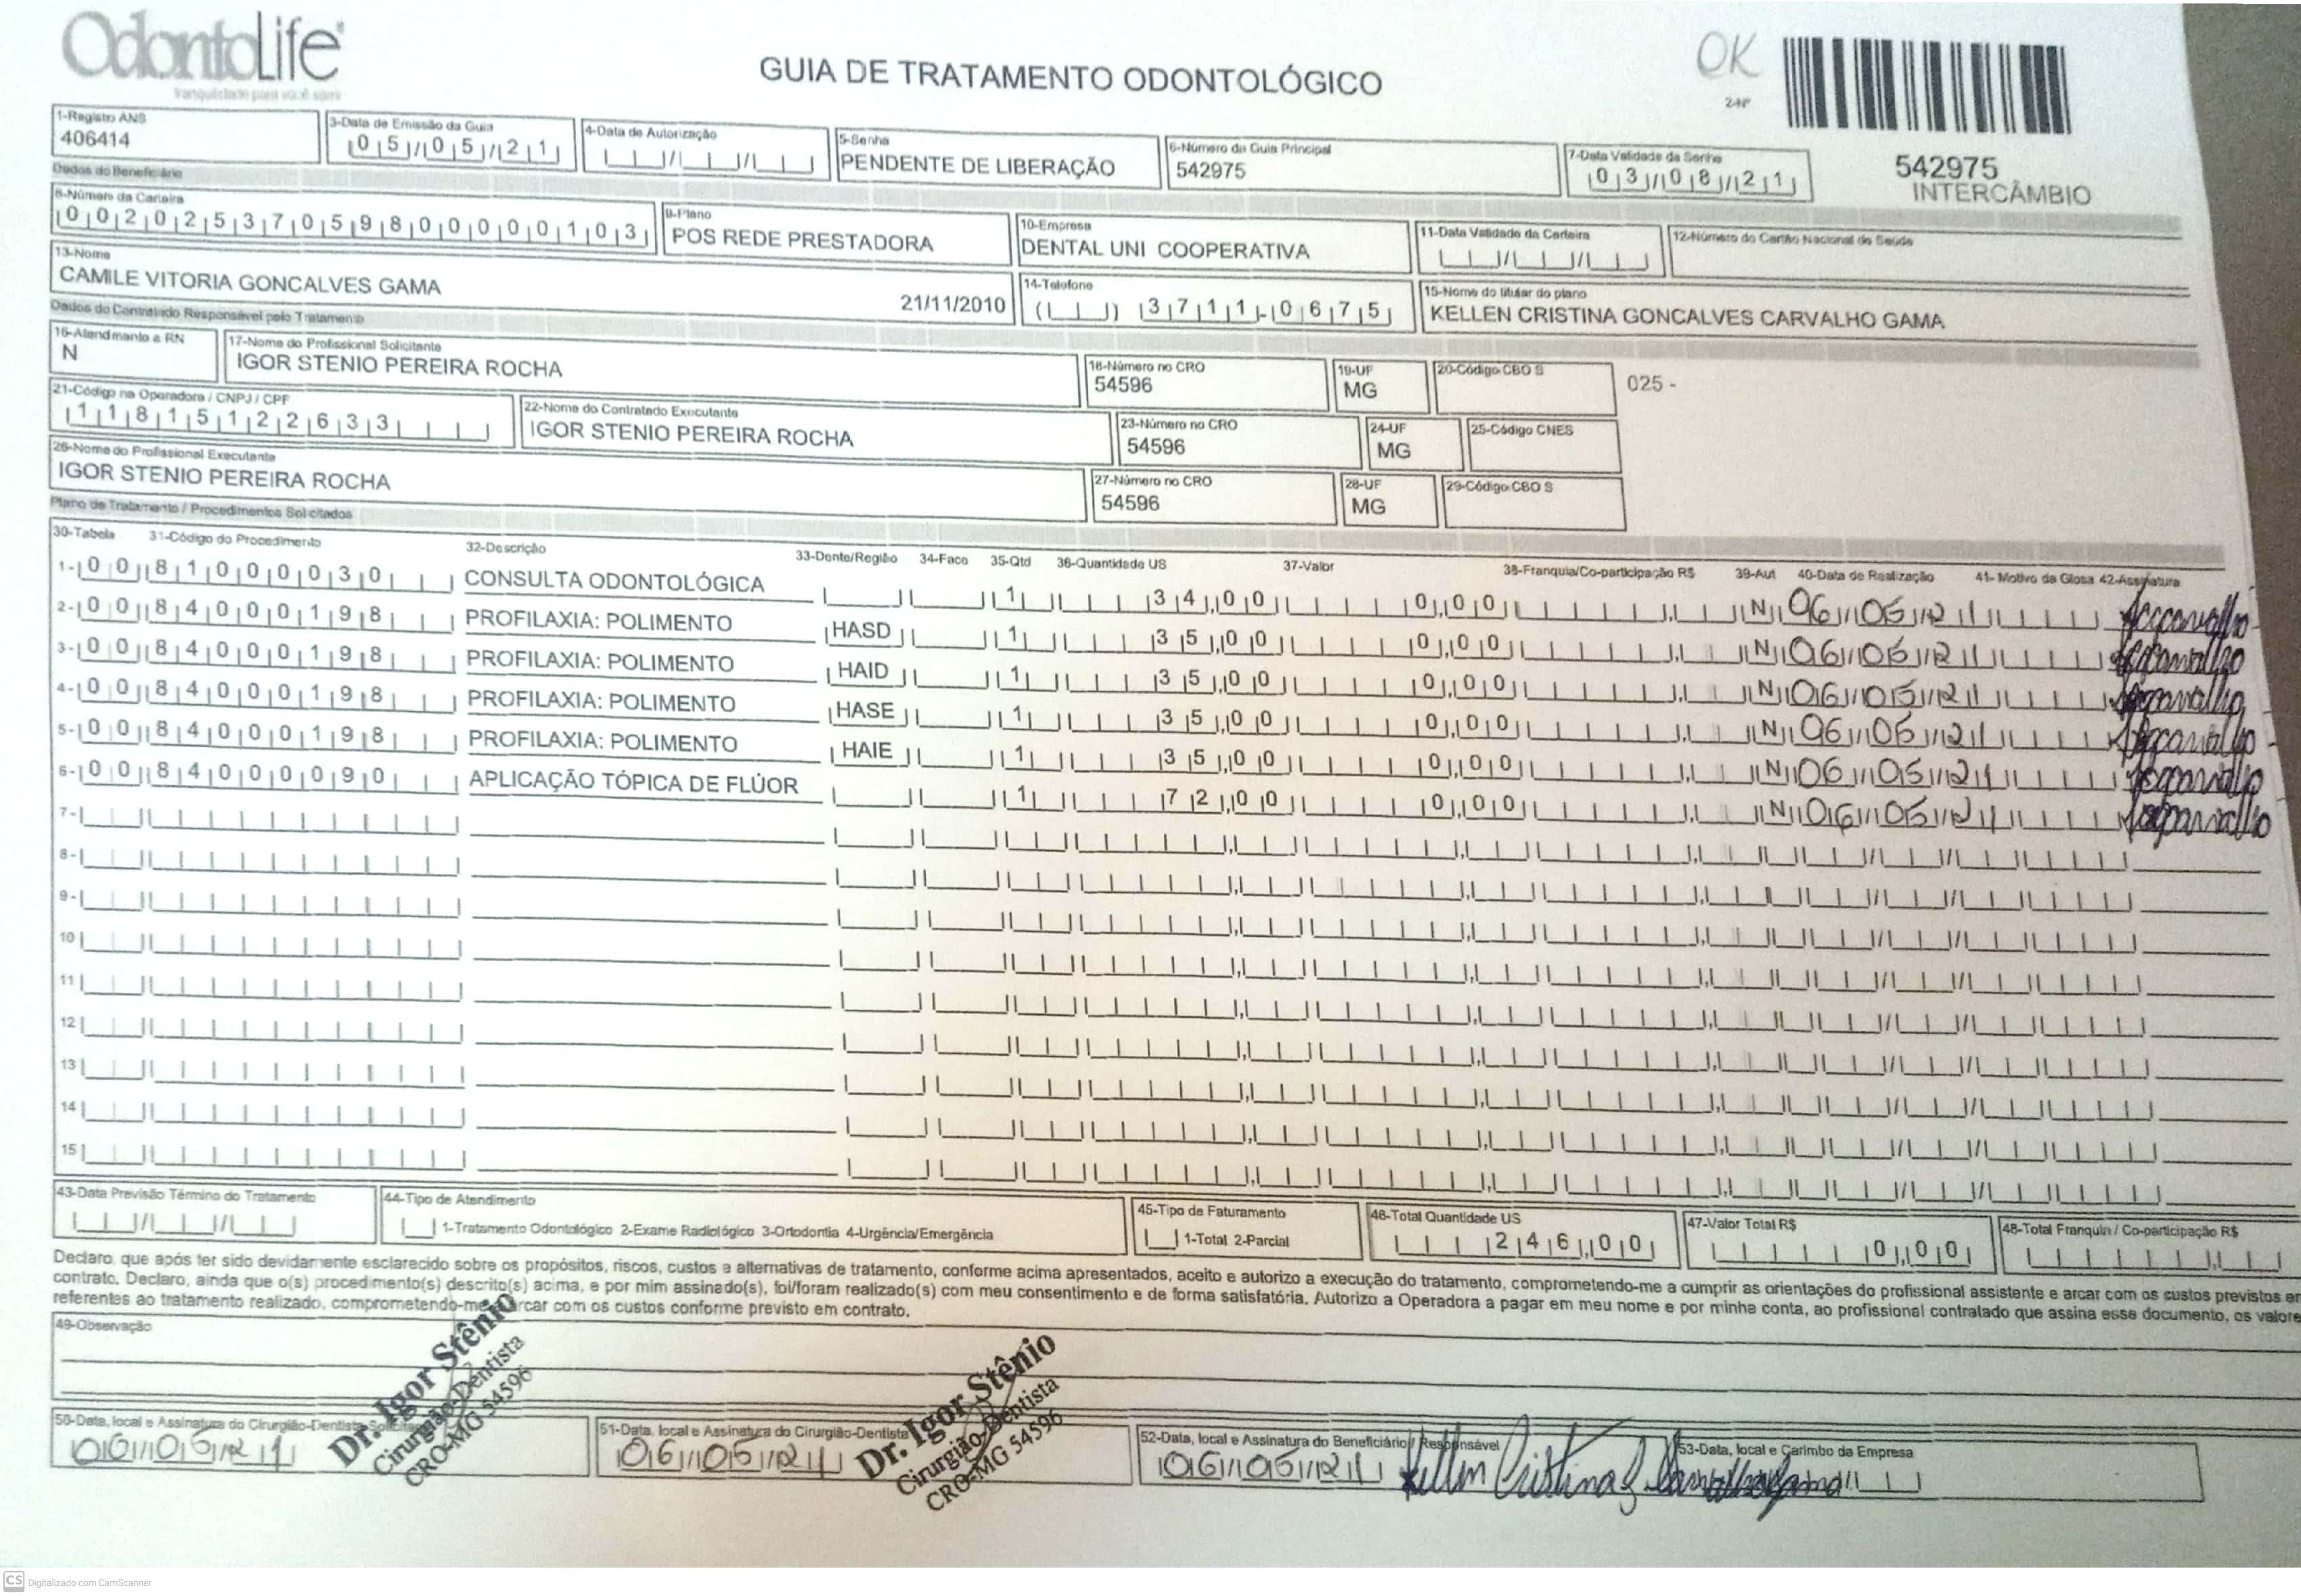 OdontoLife
tranquilidade para você sorrir
GUIA DE TRATAMENTO ODONTOLÓGICO
OK
2-Nº
542975
INTERCÂMBIO
1-Registro ANS
406414
3-Data de Emissão da Guia
05/05/21
4-Data de Autorização
5-Senha
PENDENTE DE LIBERAÇÃO
6-Número da Guia Principal
542975
7-Data Validade da Senha
03/08/21
Dados do Beneficiário
8-Número da Carteira
00202537059800000103
9-Plano
POS REDE PRESTADORA
10-Empresa
DENTAL UNI COOPERATIVA
11-Data Validade da Carteira
12-Número do Cartão Nacional de Saúde
13-Nome
CAMILE VITORIA GONCALVES GAMA
21/11/2010
14-Telefone
( ) 3711-0675
15-Nome do titular do plano
KELLEN CRISTINA GONCALVES CARVALHO GAMA
Dados do Contratado Responsável pelo Tratamento
16-Atendimento a RN
N
17-Nome do Profissional Solicitante
IGOR STENIO PEREIRA ROCHA
18-Número no CRO
54596
19-UF
MG
20-Código CBO S
025 -
21-Código na Operadora / CNPJ / CPF
11815122633
22-Nome do Contratado Executante
IGOR STENIO PEREIRA ROCHA
23-Número no CRO
54596
24-UF
MG
25-Código CNES
26-Nome do Profissional Executante
IGOR STENIO PEREIRA ROCHA
27-Número no CRO
54596
28-UF
MG
29-Código CBO S
Plano de Tratamento / Procedimentos Solicitados
30-Tabela 31-Código do Procedimento 32-Descrição 33-Dente/Região 34-Face 35-Qtd 36-Quantidade US 37-Valor 38-Franquia/Co-participação R$ 39-Aut 40-Data de Realização 41- Motivo da Glosa 42-Assinatura
1- 00 81000030 CONSULTA ODONTOLÓGICA 1 34,00 0,00 N 06/05/21
2- 00 84000198 PROFILAXIA: POLIMENTO HASD 1 35,00 0,00 N 06/05/21
3- 00 84000198 PROFILAXIA: POLIMENTO HAID 1 35,00 0,00 N 06/05/21
4- 00 84000198 PROFILAXIA: POLIMENTO HASE 1 35,00 0,00 N 06/05/21
5- 00 84000198 PROFILAXIA: POLIMENTO HAIE 1 35,00 0,00 N 06/05/21
6- 00 84000090 APLICAÇÃO TÓPICA DE FLÚOR 1 72,00 0,00 N 06/05/21
7-
8-
9-
10
11
12
13
14
15
43-Data Previsão Término do Tratamento
44-Tipo de Atendimento
1-Tratamento Odontológico 2-Exame Radiológico 3-Ortodontia 4-Urgência/Emergência
45-Tipo de Faturamento
1-Total 2-Parcial
46-Total Quantidade US
246,00
47-Valor Total R$
0,00
48-Total Franquia / Co-participação R$
Declaro, que após ter sido devidamente esclarecido sobre os propósitos, riscos, custos e alternativas de tratamento, conforme acima apresentados, aceito e autorizo a execução do tratamento, comprometendo-me a cumprir as orientações do profissional assistente e arcar com os custos previstos em
contrato. Declaro, ainda que o(s) procedimento(s) descrito(s) acima, e por mim assinado(s), foi/foram realizado(s) com meu consentimento e de forma satisfatória. Autorizo a Operadora a pagar em meu nome e por minha conta, ao profissional contratado que assina esse documento, os valore
referentes ao tratamento realizado, comprometendo-me arcar com os custos conforme previsto em contrato.
49-Observação
50-Data, local e Assinatura do Cirurgião-Dentista Solicitante
06/05/21
Dr. Igor Stênio
Cirurgião-Dentista
CRO-MG 54596
51-Data, local e Assinatura do Cirurgião-Dentista
06/05/21
Dr. Igor Stênio
Cirurgião-Dentista
CRO-MG 54596
52-Data, local e Assinatura do Beneficiário / Responsável
06/05/21 Kellen Cristina G. Carvalho Gama
53-Data, local e Carimbo da Empresa
CS Digitalizado com CamScanner